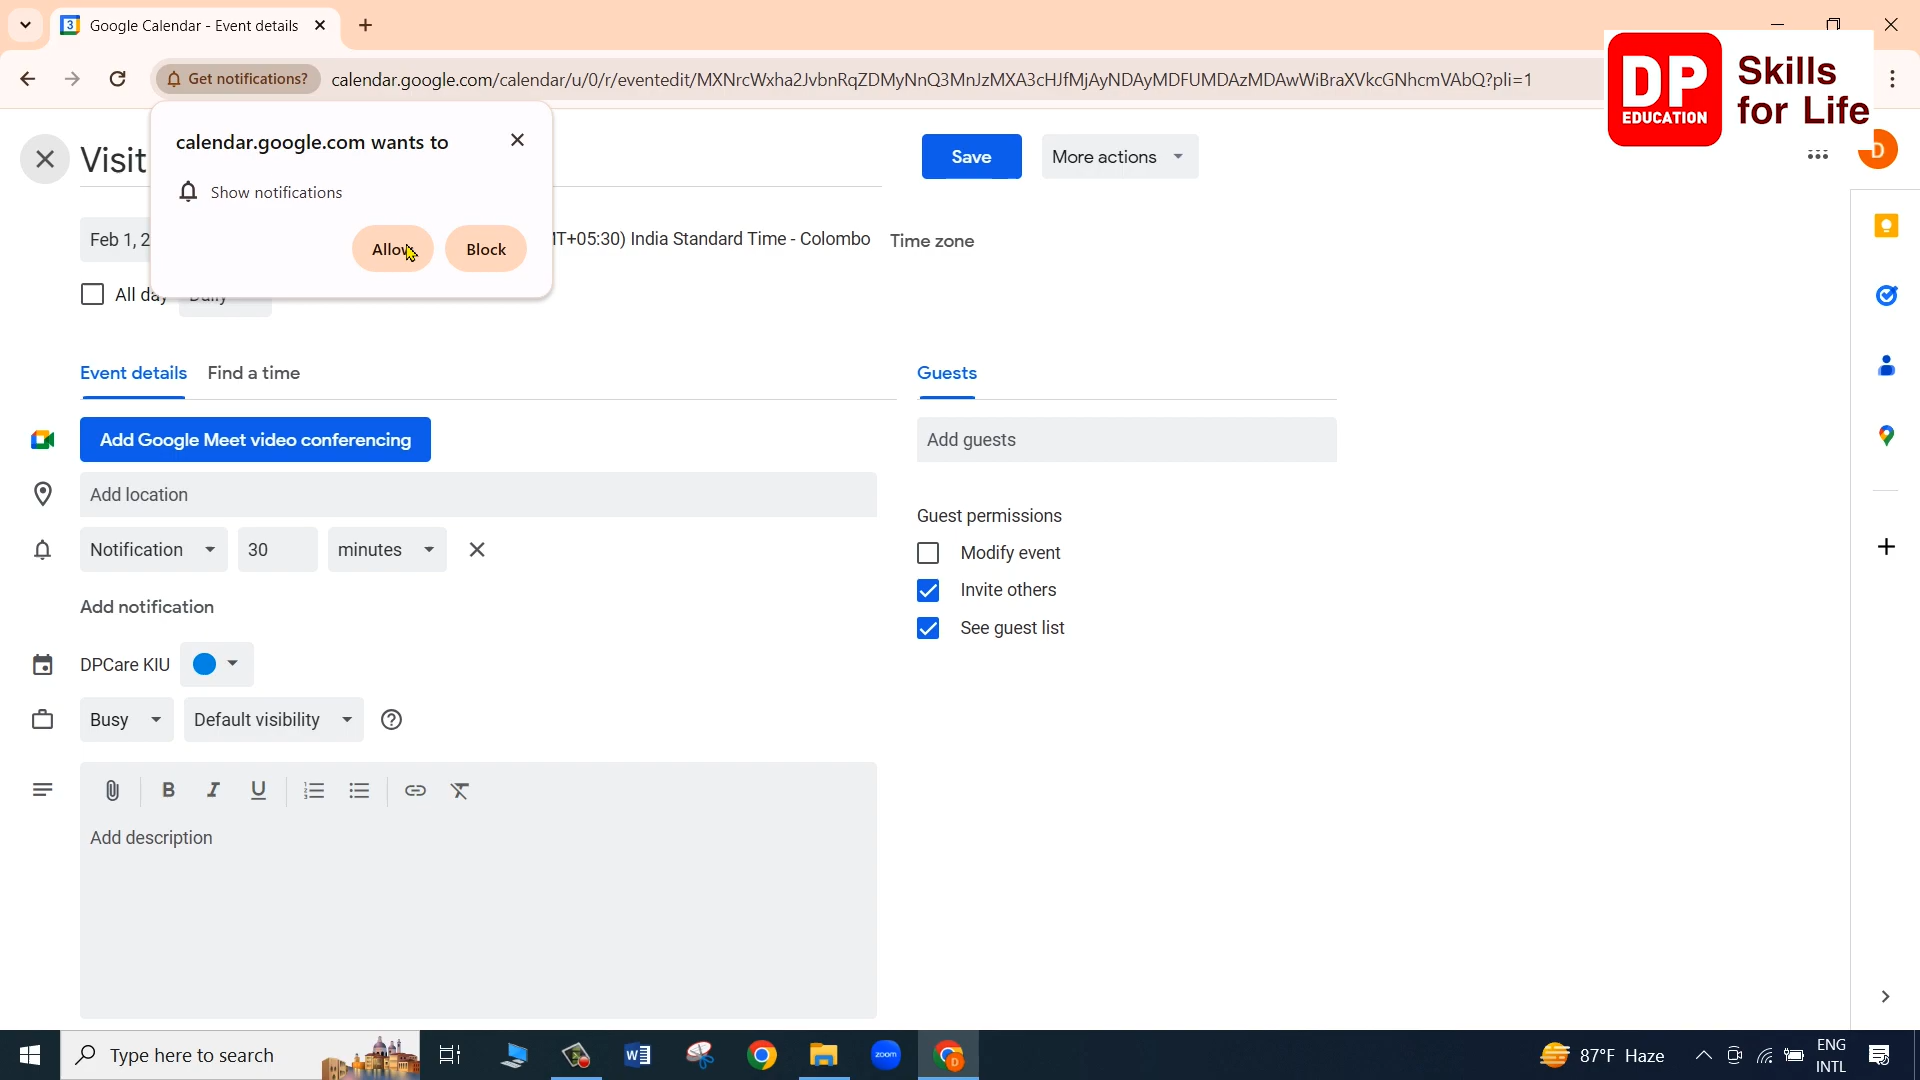 Google Calendar - Event details
Get notifications?
calendar.google.com/calendar/u/0/r/eventedit/MXNrcWxha2JvbnRqZDMyNnQ3MnJzMXA3cHJfMjAyNDAyMDFUMDAzMDAwWiBraXVkcGNhcmVAbQ?pli=1
DP
EDUCATION
Skills
for Life
calendar.google.com wants to
Show notifications
Allow
Block
Visit
Save
More actions
D
Feb 1, 2
MT+05:30) India Standard Time - Colombo
Time zone
All day
Daily
Event details
Find a time
Guests
Add Google Meet video conferencing
Add guests
Add location
Guest permissions
Notification
30
minutes
Modify event
Invite others
Add notification
See guest list
DPCare KIU
Busy
Default visibility
B
I
U
Add description
Type here to search
zoom
87°F Haze
ENG
INTL